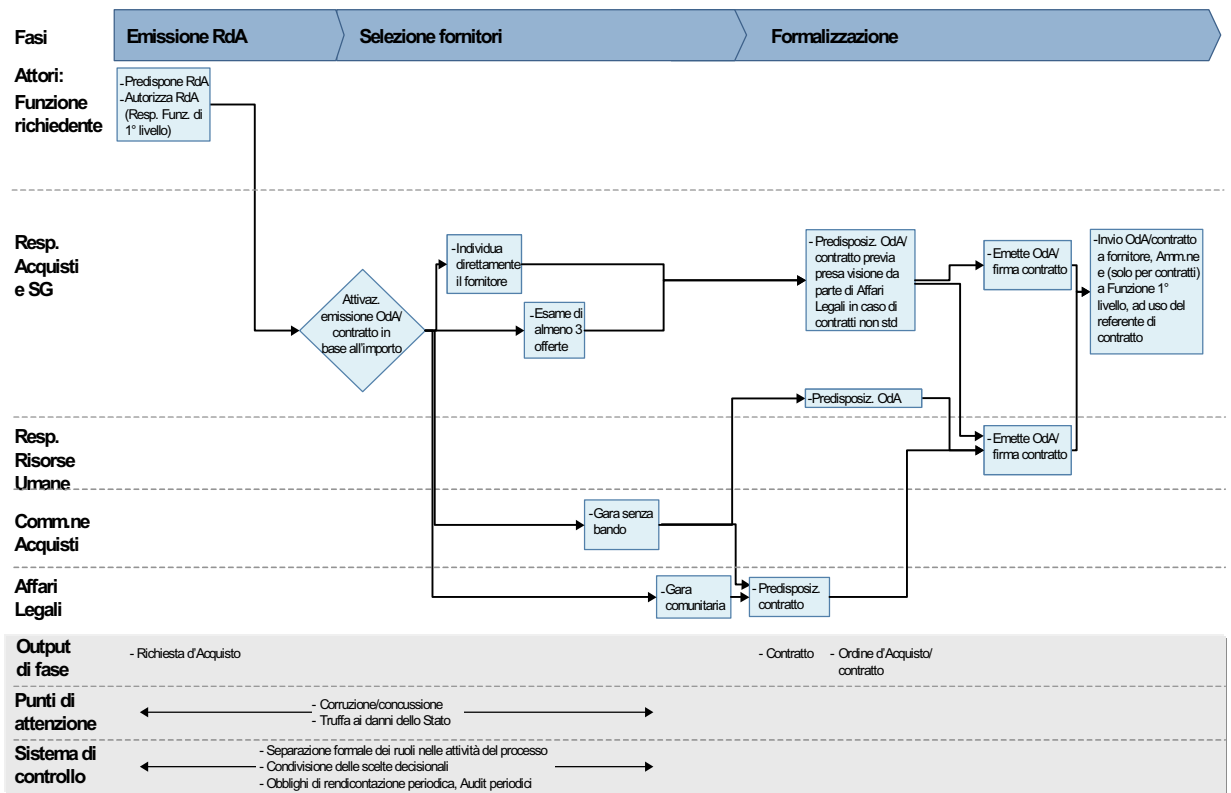 Fasi
Emissione RdA
Selezione fornitori
Formalizzazione
Attori:
Funzione
richiedente
- Predispone RdA
- Autorizza RdA
(Resp. Funz. di
1° livello)
Resp.
Acquisti
e SG
Attivaz.
emissione OdA/
contratto in
base all'importo
- Individua
direttamente
il fornitore
- Esame di
almeno 3
offerte
- Predisposiz. OdA/
contratto previa
presa visione da
parte di Affari
Legali in caso di
contratti non std
- Emette OdA/
firma contratto
- Invio OdA/contratto
a fornitore, Amm.ne
e (solo per contratti)
a Funzione 1°
livello, ad uso del
referente di
contratto
- Predisposiz. OdA
Resp.
Risorse
Umane
- Emette OdA/
firma contratto
Comm.ne
Acquisti
- Gara senza
bando
Affari
Legali
- Gara
comunitaria
- Predisposiz.
contratto
Output
di fase
- Richiesta d'Acquisto
- Contratto
- Ordine d'Acquisto/
contratto
Punti di
attenzione
- Corruzione/concussione
- Truffa ai danni dello Stato
Sistema di
controllo
- Separazione formale dei ruoli nelle attività del processo
- Condivisione delle scelte decisionali
- Obblighi di rendicontazione periodica, Audit periodici